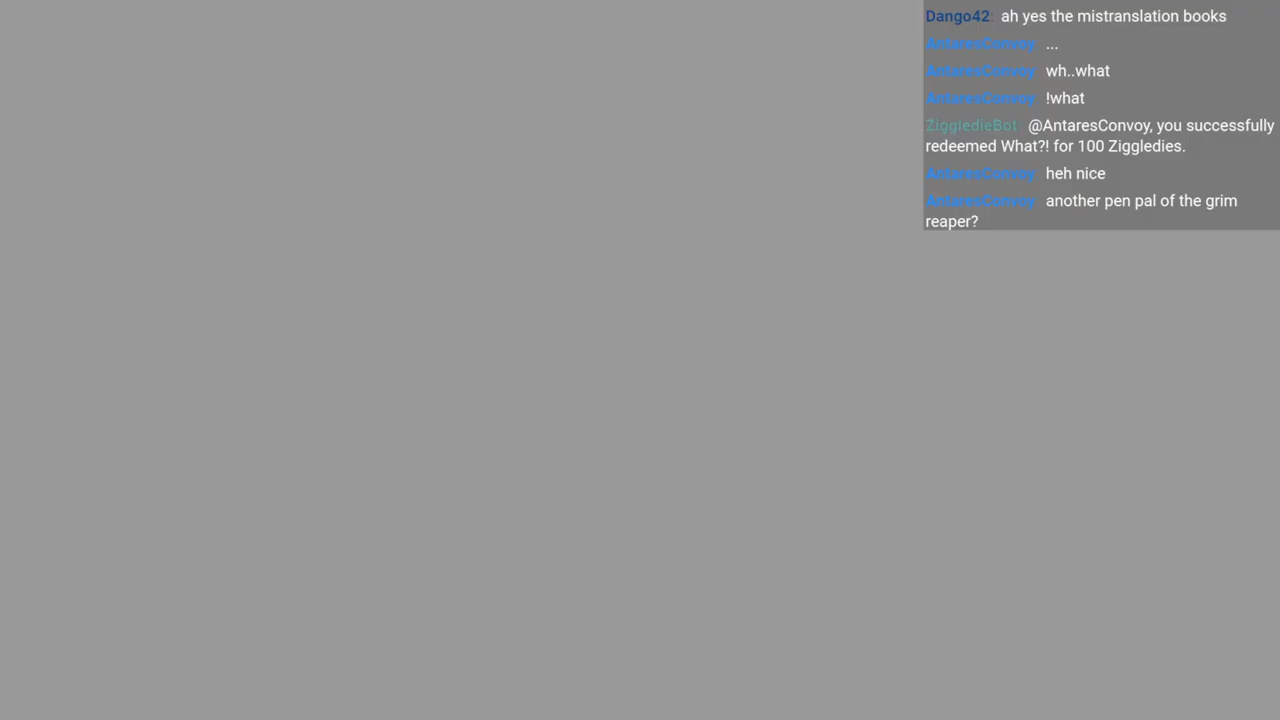 Dango42: ah yes the mistranslation books
AntaresConvoy: ...
AntaresConvoy: wh..what
AntaresConvoy: !what
ZiggledieBot: @AntaresConvoy, you successfully
redeemed What?! for 100 Ziggledies.
AntaresConvoy: heh nice
AntaresConvoy: another pen pal of the grim
reaper?